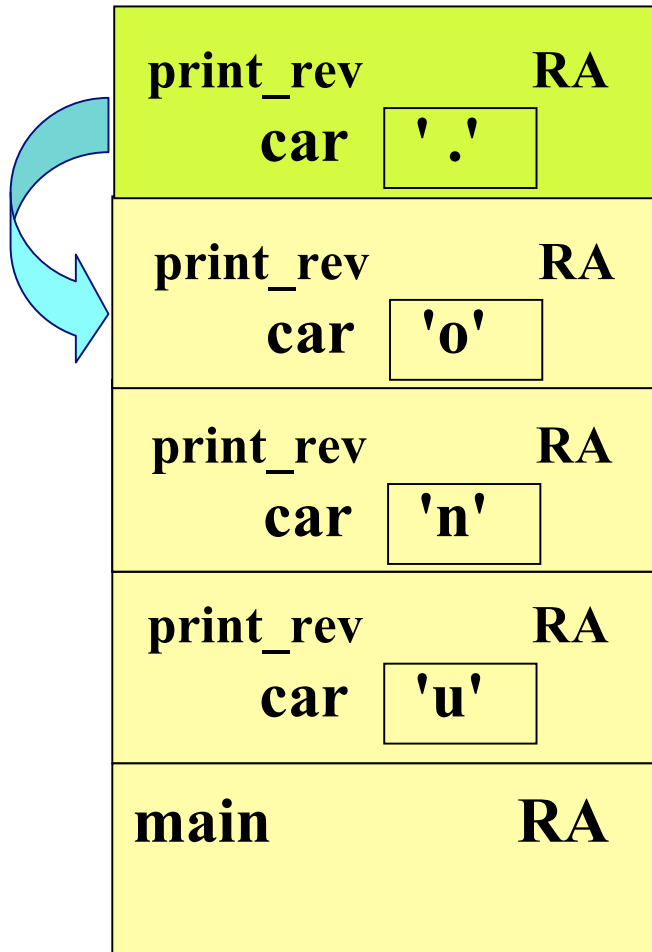 print_rev RA
car ' .'
print_rev RA
car 'o'
print_rev RA
car 'n'
print_rev RA
car 'u'
main RA